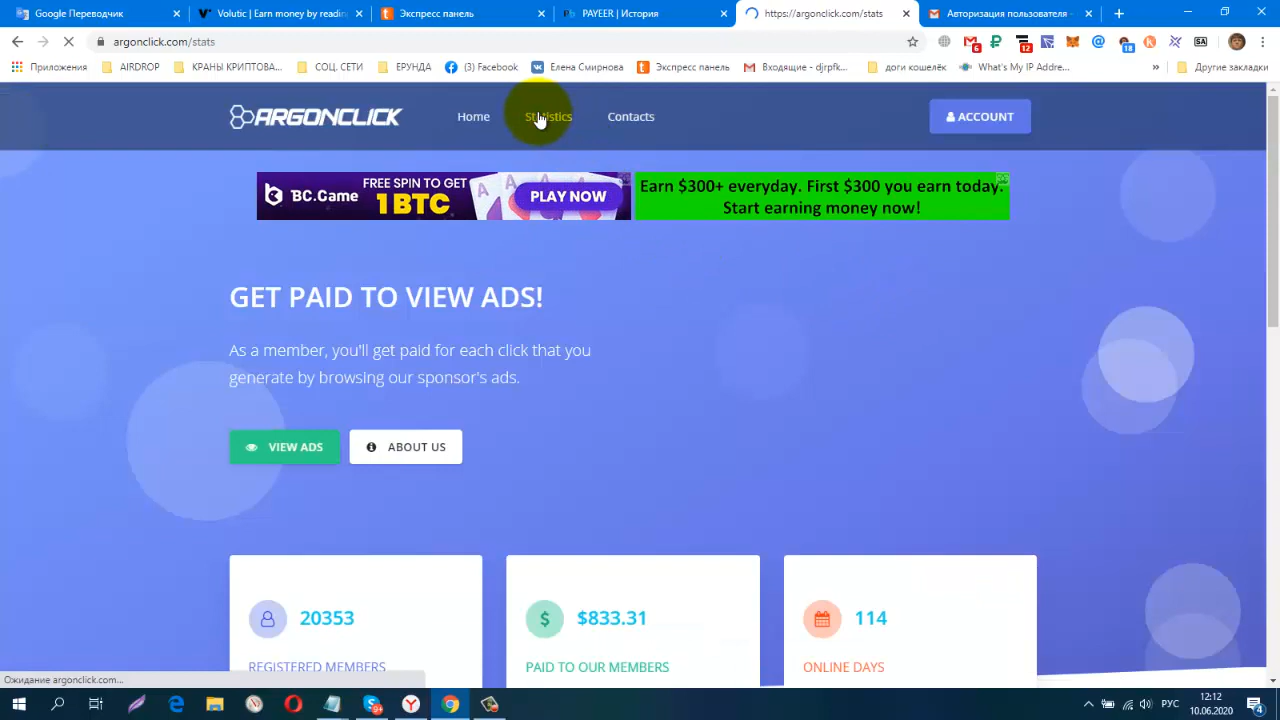 Google Переводчик
Volutic | Earn money by readin
Экспресс панель
PAYEER | История
https://argonclick.com/stats
Авторизация пользователя -
argonclick.com/stats
6
12
18
Приложения
AIRDROP
КРАНЫ КРИПТОВА...
СОЦ. СЕТИ
ЕРУНДА
(3) Facebook
Елена Смирнова
Экспресс панель
Входящие - djrpfk...
доги кошелёк
What's My IP Addre...
»
Другие закладки
ARGONCLICK
Home
Statistics
Contacts
ACCOUNT
BC.Game
FREE SPIN TO GET
1 BTC
PLAY NOW
Earn $300+ everyday. First $300 you earn today.
Start earning money now!
GET PAID TO VIEW ADS!
As a member, you'll get paid for each click that you
generate by browsing our sponsor's ads.
VIEW ADS
ABOUT US
20353
REGISTERED MEMBERS
$833.31
PAID TO OUR MEMBERS
114
ONLINE DAYS
Ожидание argonclick.com...
РУС
12:12
10.06.2020
4